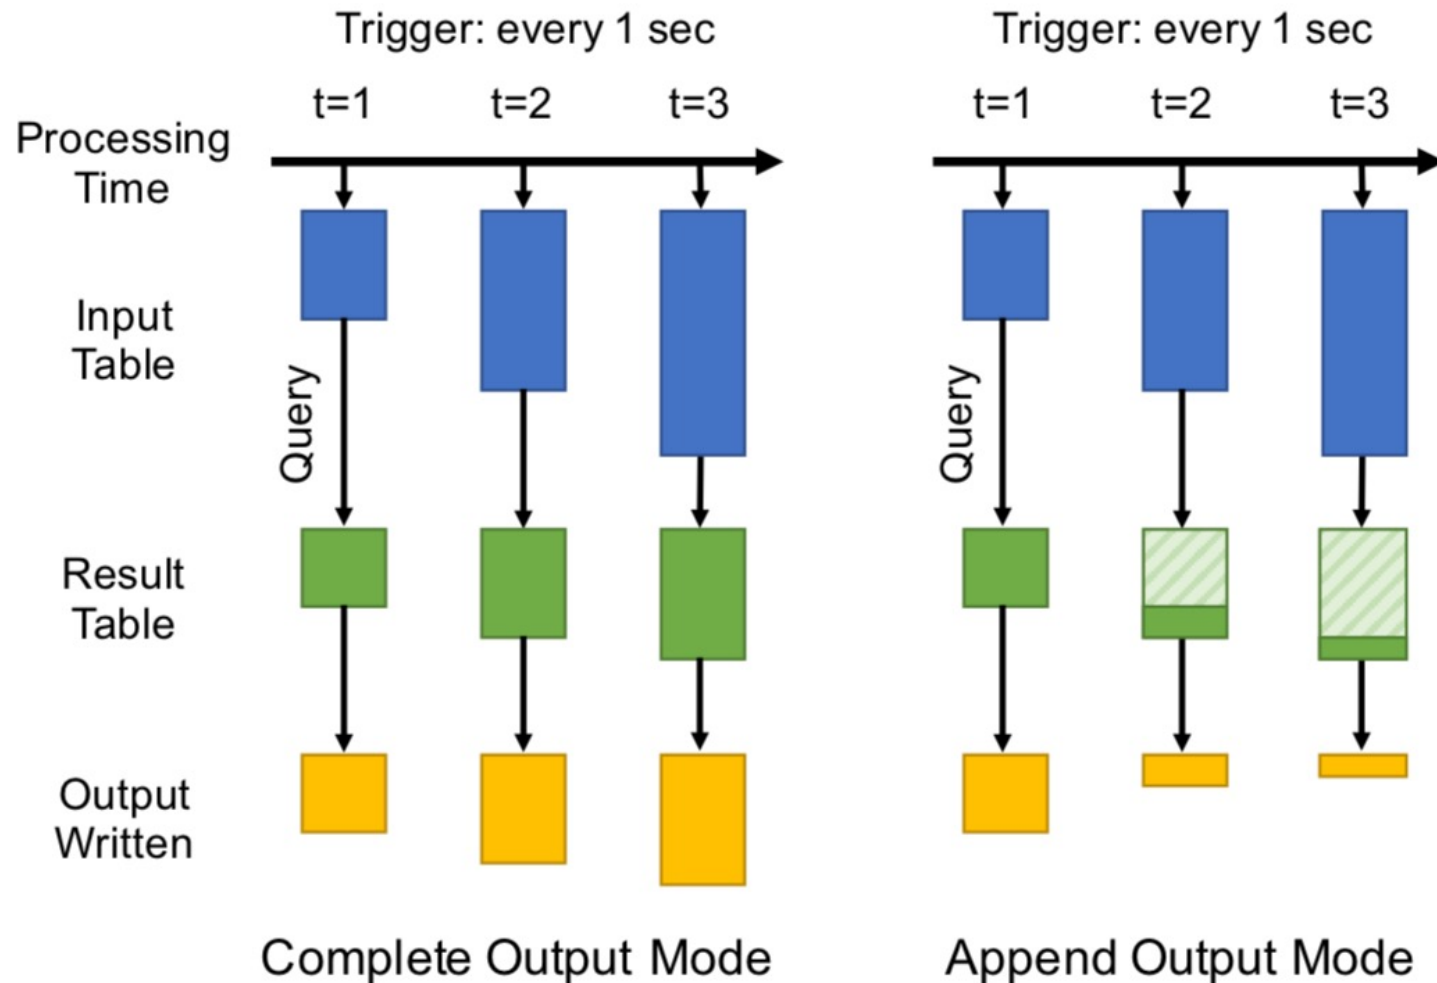 Trigger: every 1 sec
Trigger: every 1 sec
t=1
t=2
t=3
t=1
t=2
t=3
Processing
Time
Input
Table
Query
Query
Result
Table
Output
Written
Complete Output Mode
Append Output Mode